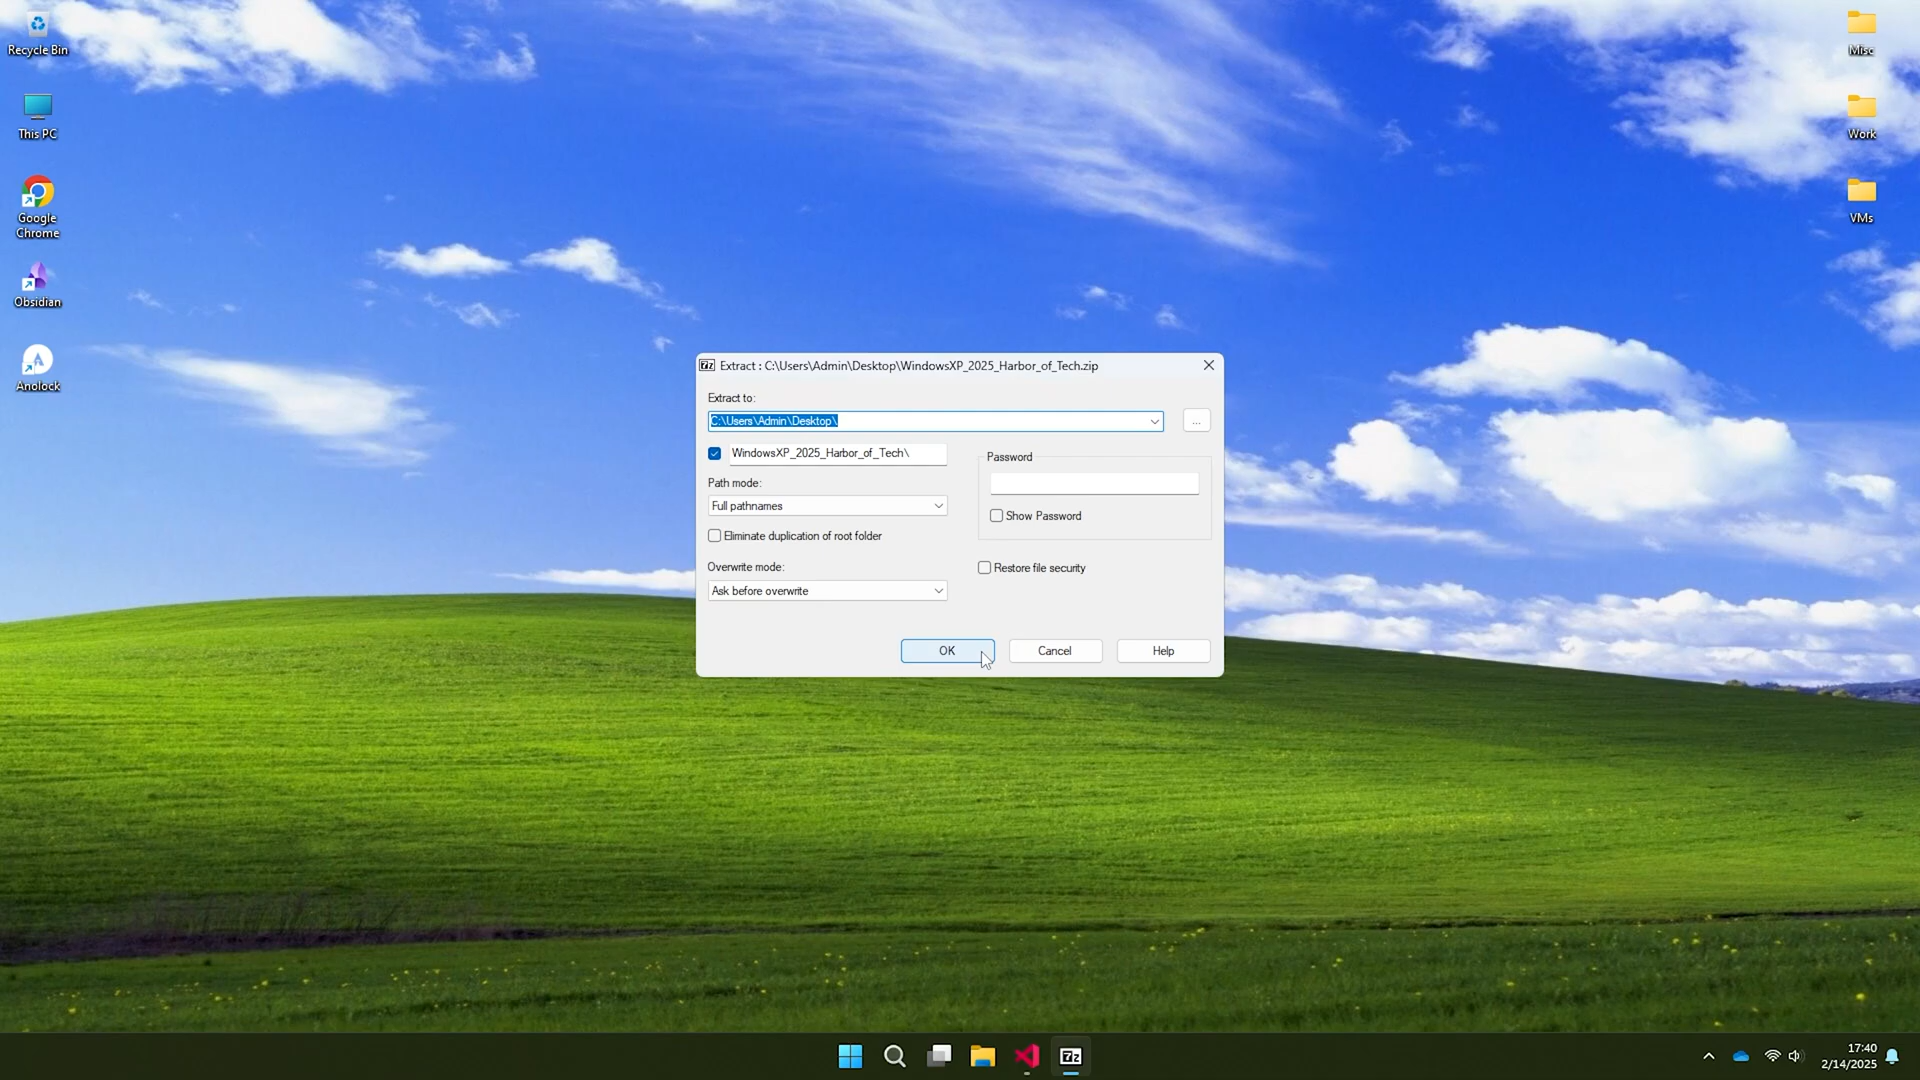 Recycle Bin
This PC
Google
Chrome
Obsidian
Anolock
Misc
Work
VMs
7z Extract : C:\Users\Admin\Desktop\WindowsXP_2025_Harbor_of_Tech.zip
Extract to:
C:\Users\Admin\Desktop\
...
WindowsXP_2025_Harbor_of_Tech\
Password
Path mode:
Full pathnames
Show Password
Eliminate duplication of root folder
Overwrite mode:
Restore file security
Ask before overwrite
OK
Cancel
Help
7z
17:40
2/14/2025